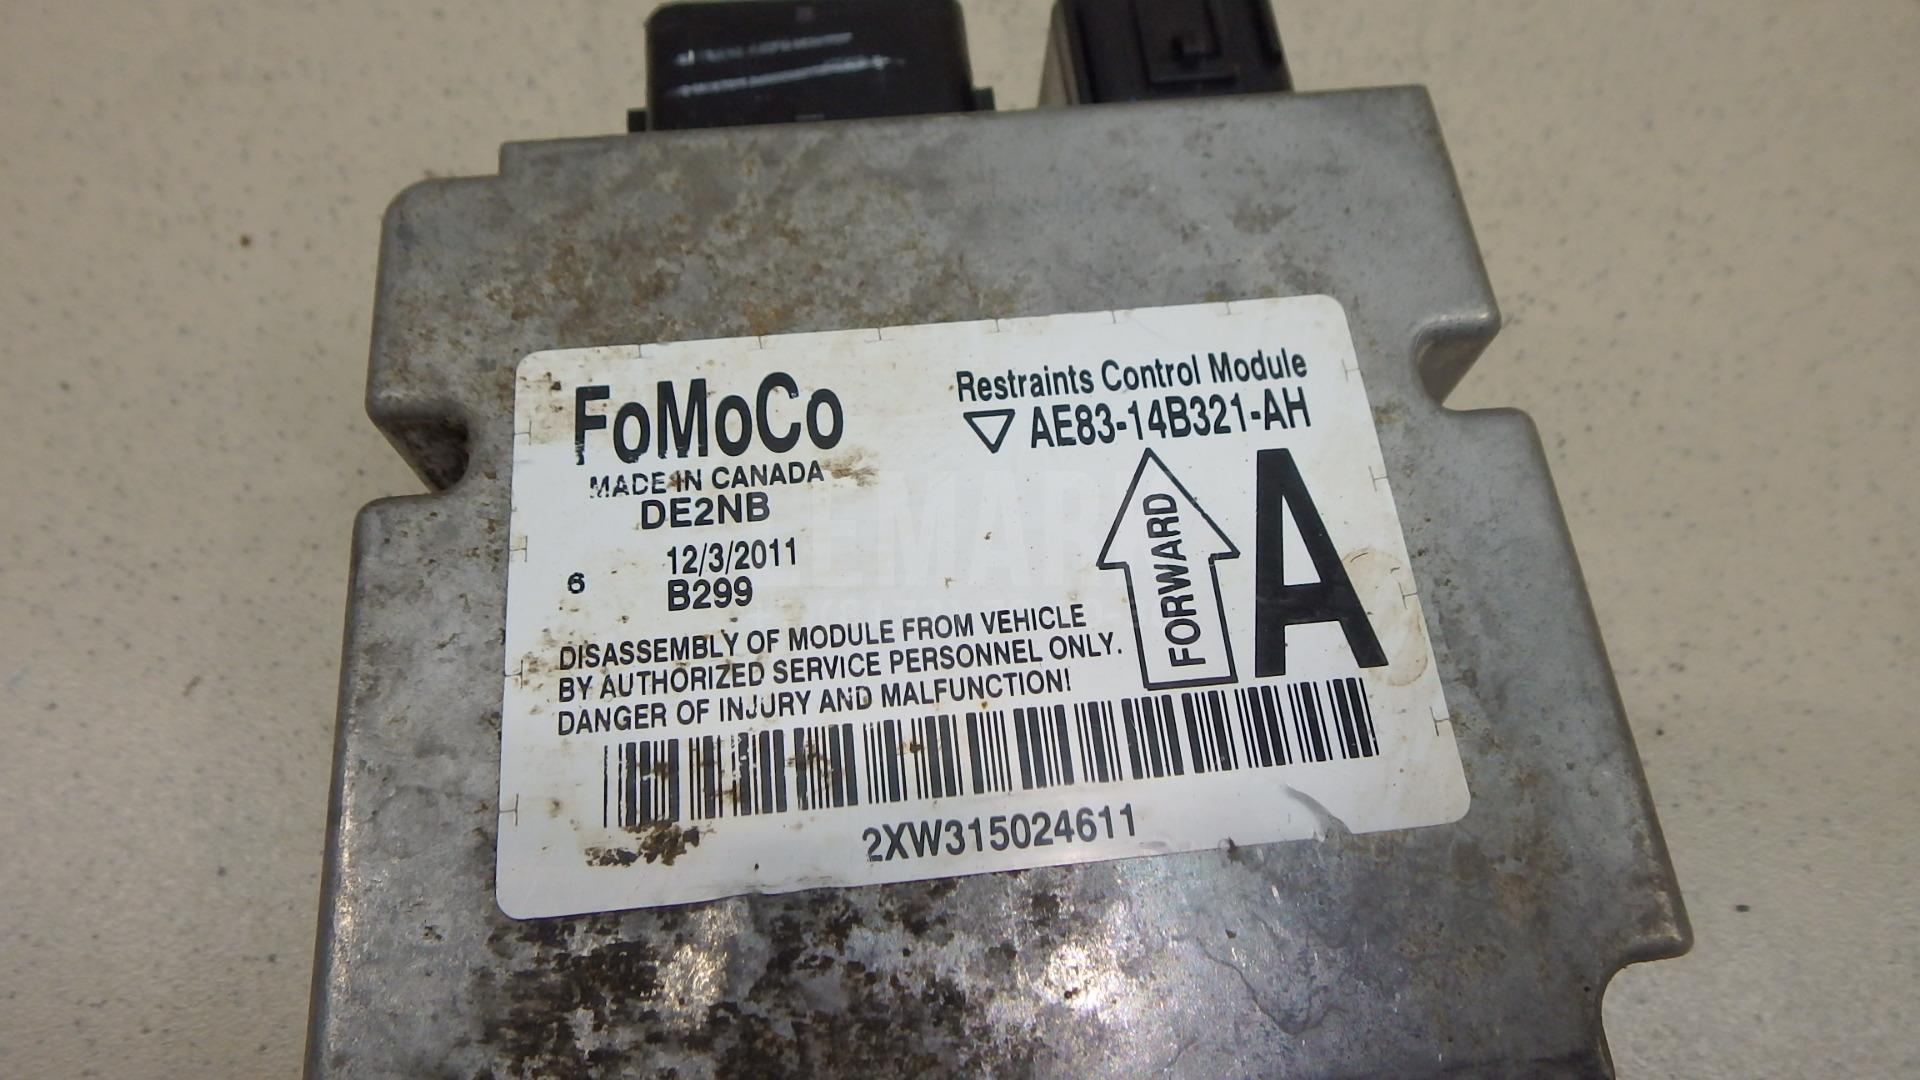 FoMoCo
MADE IN CANADA
DE2NB
12/3/2011
6 B299
Restraints Control Module
AE83-14B321-AH
FORWARD
A
DISASSEMBLY OF MODULE FROM VEHICLE
BY AUTHORIZED SERVICE PERSONNEL ONLY.
DANGER OF INJURY AND MALFUNCTION!
2XW315024611